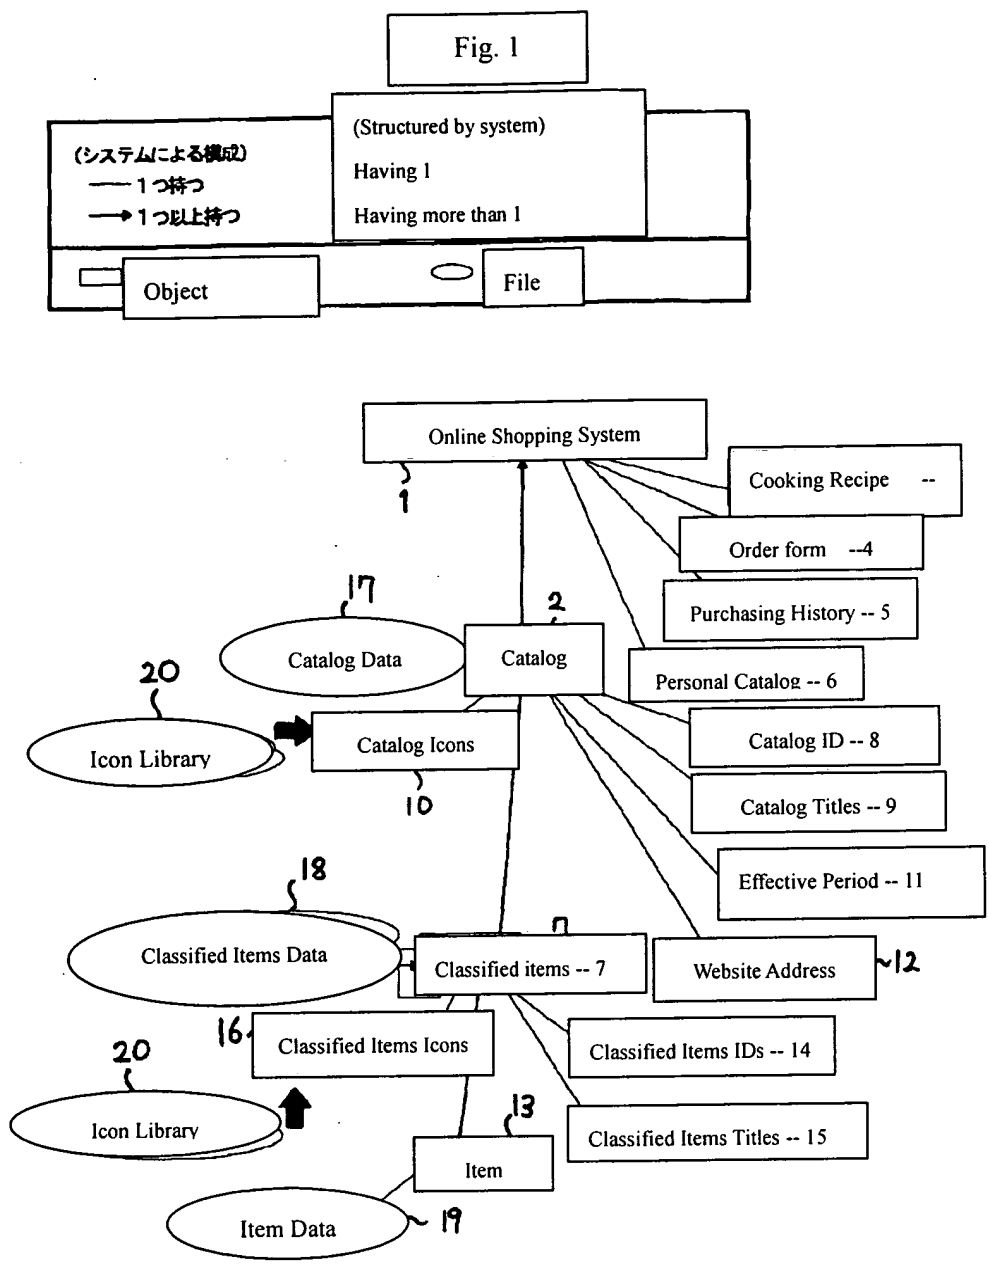 Fig. 1
(システムによる構成)
1つ持つ
1つ以上持つ
(Structured by system)
Having 1
Having more than 1
Object
File
Online Shopping System
1
Cooking Recipe --
Order form --4
Purchasing History -- 5
Personal Catalog -- 6
17
2
Catalog Data
Catalog
20
Icon Library
Catalog Icons
10
Catalog ID -- 8
Catalog Titles -- 9
Effective Period -- 11
18
Classified Items Data
7
Classified items -- 7
Website Address
12
16
Classified Items Icons
Classified Items IDs -- 14
20
Icon Library
13
Classified Items Titles -- 15
Item
Item Data
19